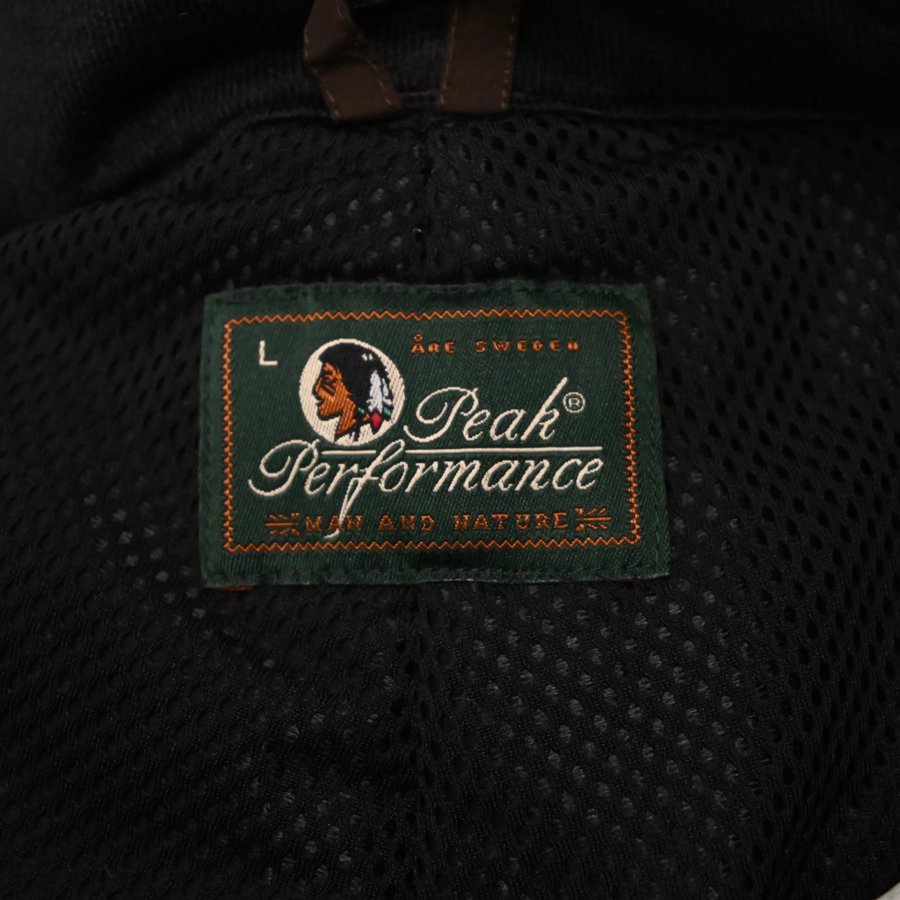 L
Åre Sweden
Peak®
Performance
Man and Nature